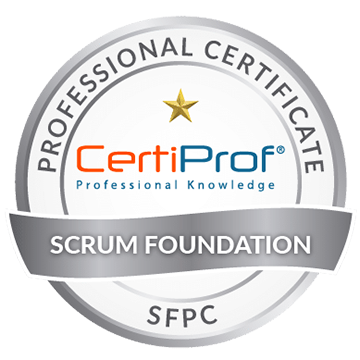 PROFESSIONAL CERTIFICATE
CertiProf®
Professional Knowledge
SCRUM FOUNDATION
SFPC